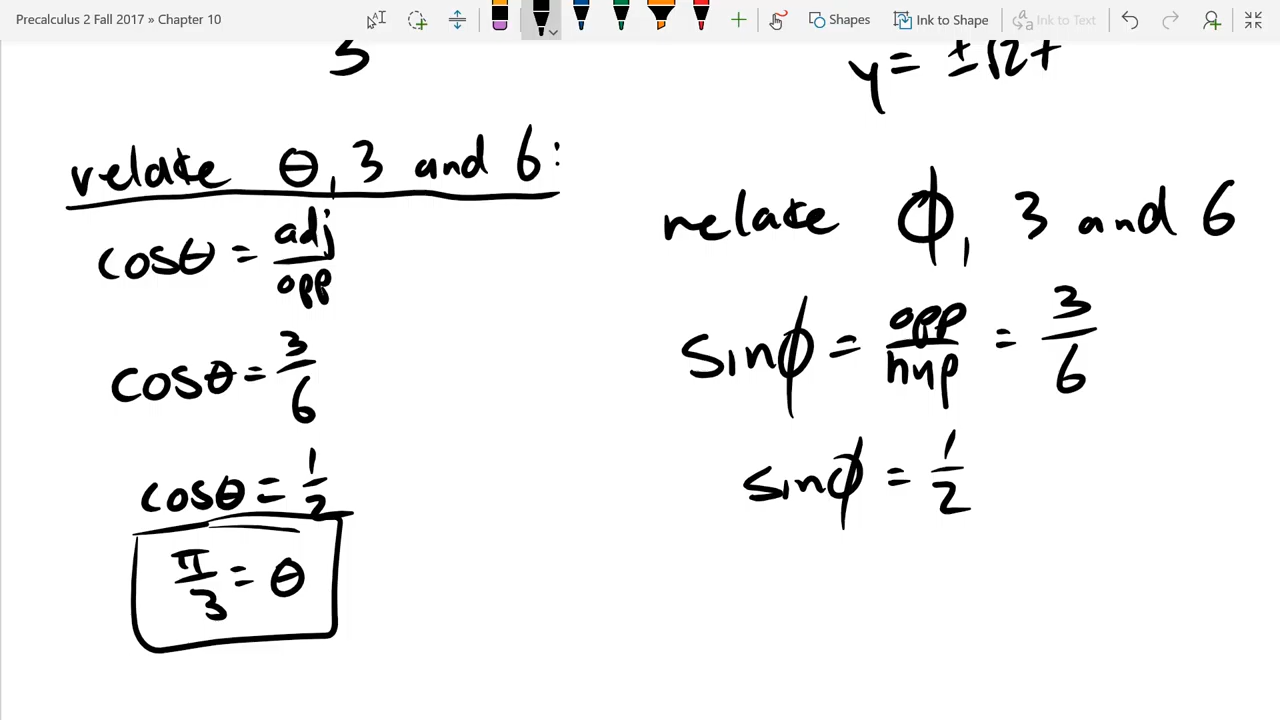 Precalculus 2 Fall 2017 » Chapter 10
Shapes
Ink to Shape
Ink to Text
y = ±√27
relate θ, 3 and 6:
cosθ = adj/opp
cosθ = 3/6
cosθ = 1/2
π/3 = θ
relate ϕ, 3 and 6
sinϕ = opp/hyp = 3/6
sinϕ = 1/2